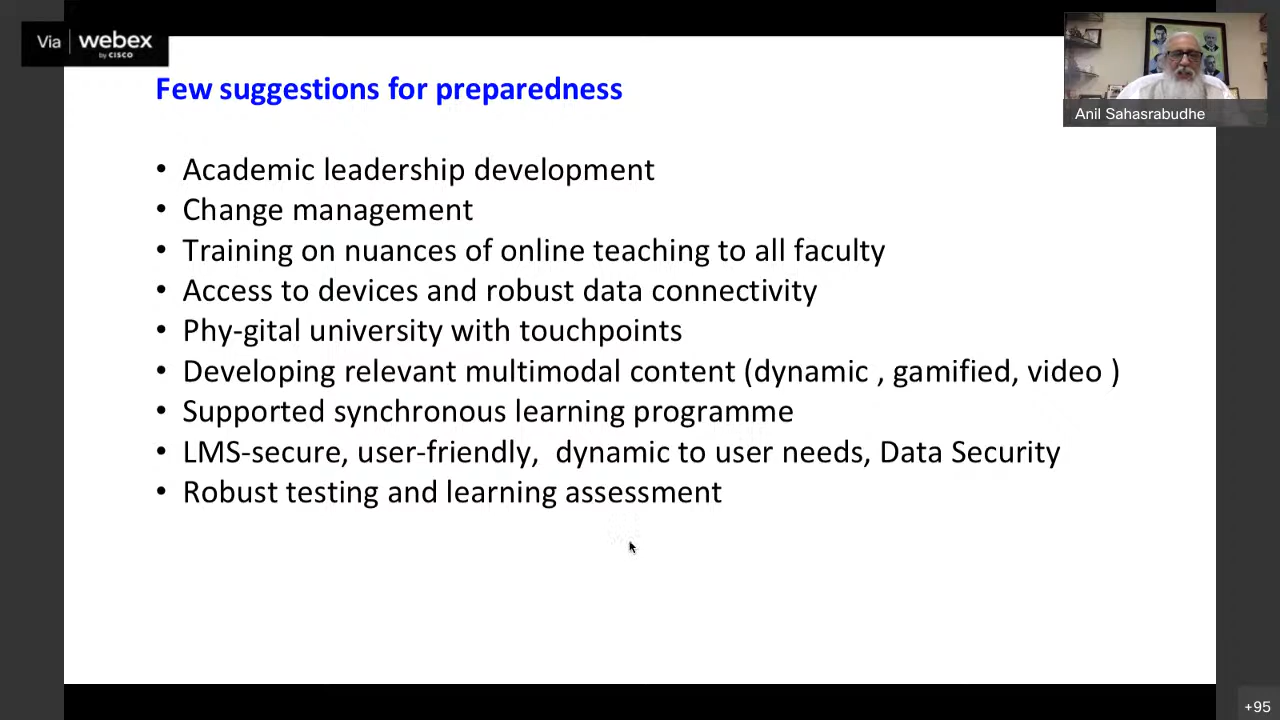 Via webex
by CISCO
Anil Sahasrabudhe
Few suggestions for preparedness
• Academic leadership development
• Change management
• Training on nuances of online teaching to all faculty
• Access to devices and robust data connectivity
• Phy-gital university with touchpoints
• Developing relevant multimodal content (dynamic , gamified, video )
• Supported synchronous learning programme
• LMS-secure, user-friendly,  dynamic to user needs, Data Security
• Robust testing and learning assessment
+95